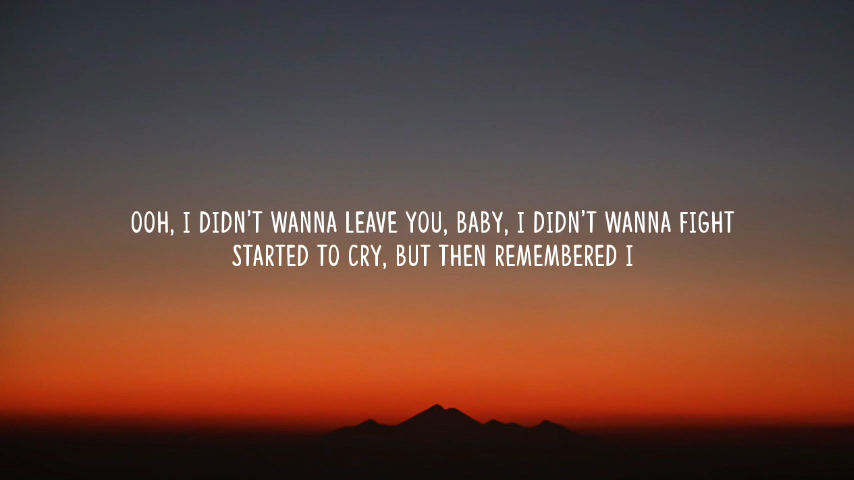 OOH, I DIDN'T WANNA LEAVE YOU, BABY, I DIDN'T WANNA FIGHT
STARTED TO CRY, BUT THEN REMEMBERED I